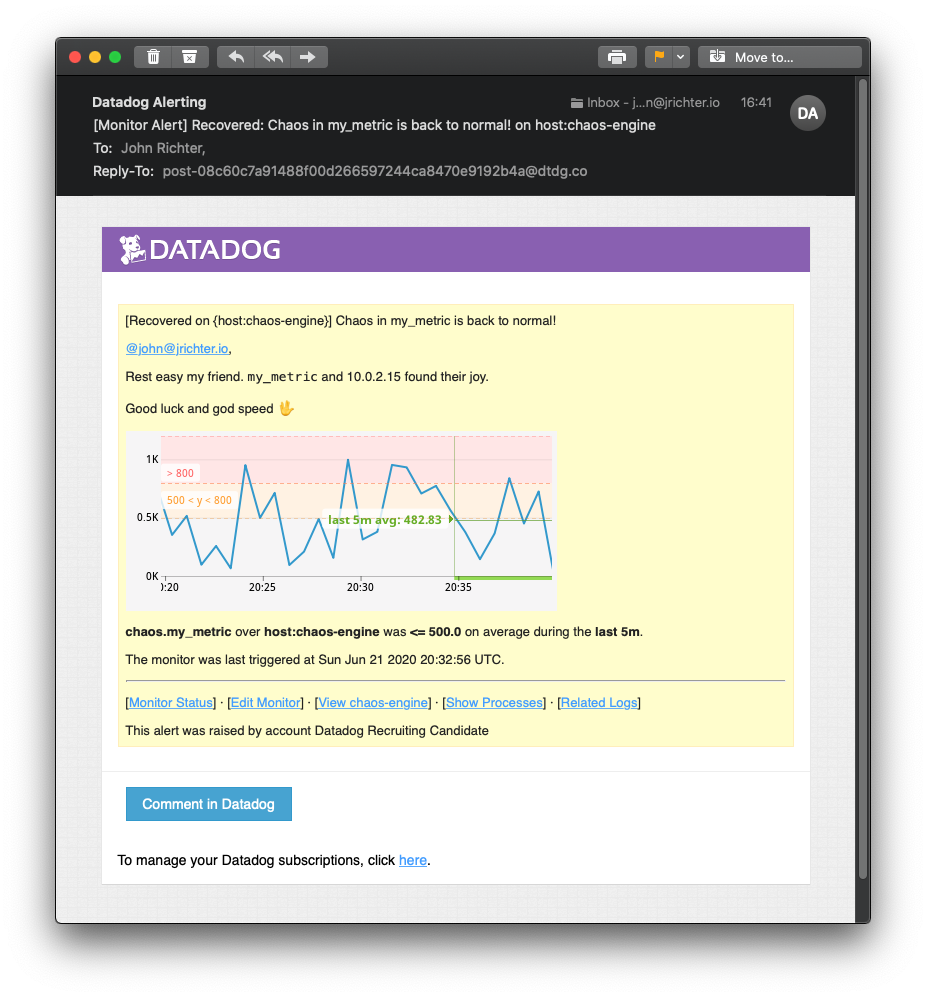 Move to...
Datadog Alerting
Inbox - j...n@jrichter.io 16:41
DA
[Monitor Alert] Recovered: Chaos in my_metric is back to normal! on host:chaos-engine
To: John Richter,
Reply-To: post-08c60c7a91488f00d266597244ca8470e9192b4a@dtdg.co
DATADOG
[Recovered on {host:chaos-engine}] Chaos in my_metric is back to normal!
@john@jrichter.io,
Rest easy my friend. my_metric and 10.0.2.15 found their joy.
Good luck and god speed 🖖
1K
> 800
500 < y < 800
0.5K
last 5m avg: 482.83
0K
):20 20:25 20:30 20:35
chaos.my_metric over host:chaos-engine was <= 500.0 on average during the last 5m.
The monitor was last triggered at Sun Jun 21 2020 20:32:56 UTC.
[Monitor Status] · [Edit Monitor] · [View chaos-engine] · [Show Processes] · [Related Logs]
This alert was raised by account Datadog Recruiting Candidate
Comment in Datadog
To manage your Datadog subscriptions, click here.